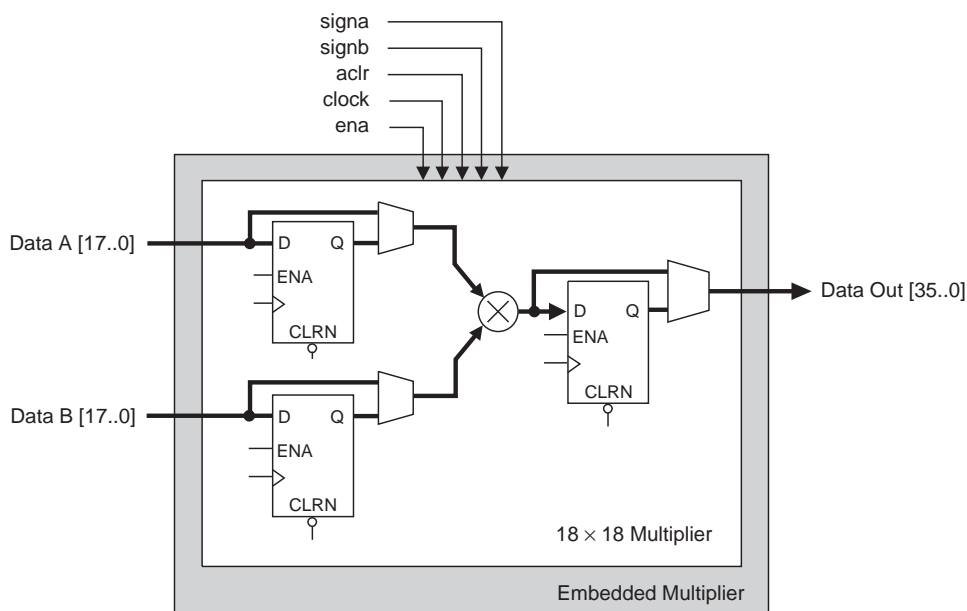 signa
signb
aclr
clock
ena
Data A [17..0]
D Q
ENA
CLRN
Data B [17..0]
D Q
ENA
CLRN
D Q
ENA
CLRN
Data Out [35..0]
18 × 18 Multiplier
Embedded Multiplier